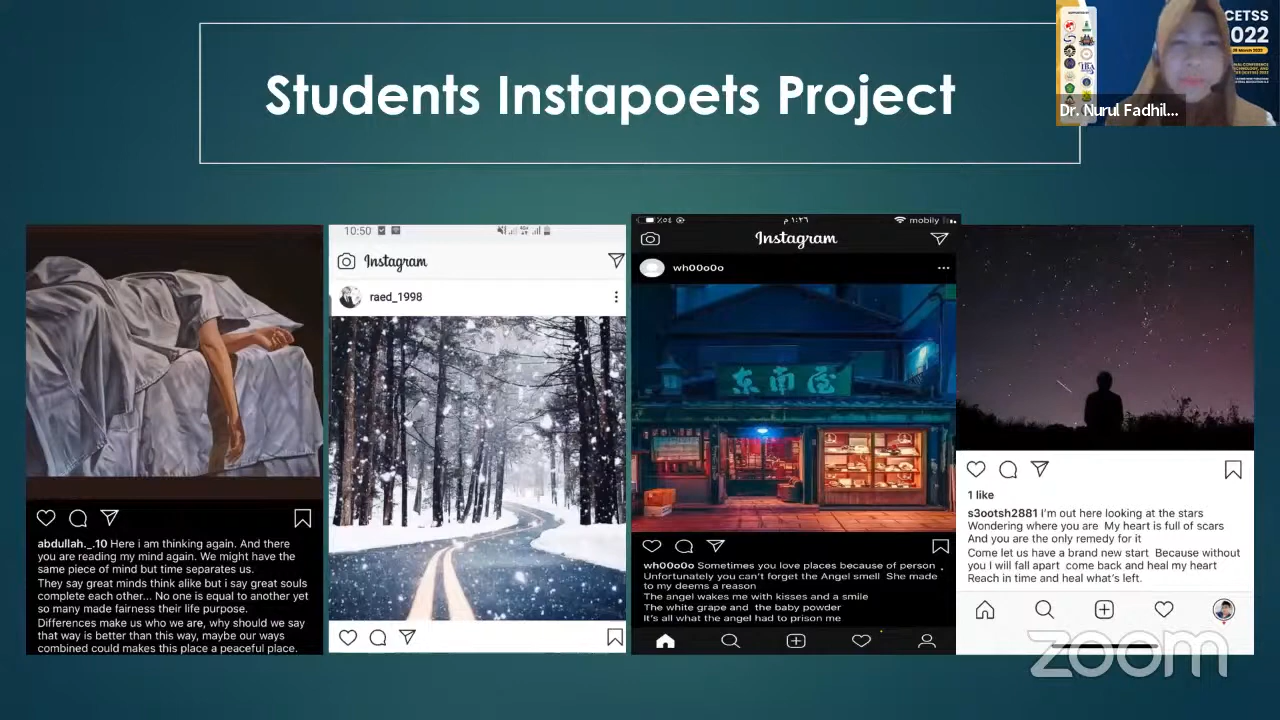 Students Instapoets Project
CETSS
2022
Dr. Nurul Fadhil...
abdullah._.10 Here i am thinking again. And there
you are reading my mind again. We might have the
same piece of mind but time separates us.
They say great minds think alike but i say great souls
complete each other... No one is equal to another yet
so many made fairness their life purpose.
Differences make us who we are, why should we say
that way is better than this way, maybe our ways
combined could makes this place a peaceful place.
10:50
Instagram
raed_1998
١:٢٦ م
mobily
Instagram
wh00o0o
东南屋
wh00o0o Sometimes you love places because of person .
Unfortunately you can't forget the Angel smell She made
to my deems a reason
The angel wakes me with kisses and a smile
The white grape and the baby powder
It's all what the angel had to prison me
1 like
s3ootsh2881 I'm out here looking at the stars
Wondering where you are My heart is full of scars
And you are the only remedy for it
Come let us have a brand new start Because without
you I will fall apart come back and heal my heart
Reach in time and heal what's left.
zoom